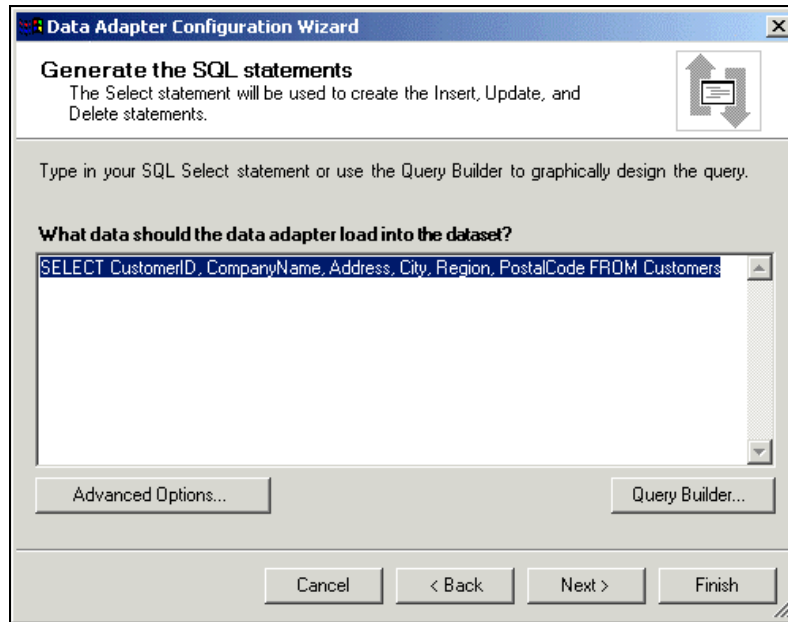 Data Adapter Configuration Wizard
Generate the SQL statements
The Select statement will be used to create the Insert, Update, and
Delete statements.
Type in your SQL Select statement or use the Query Builder to graphically design the query.
What data should the data adapter load into the dataset?
SELECT CustomerID, CompanyName, Address, City, Region, PostalCode FROM Customers
Advanced Options...
Query Builder...
Cancel
< Back
Next >
Finish